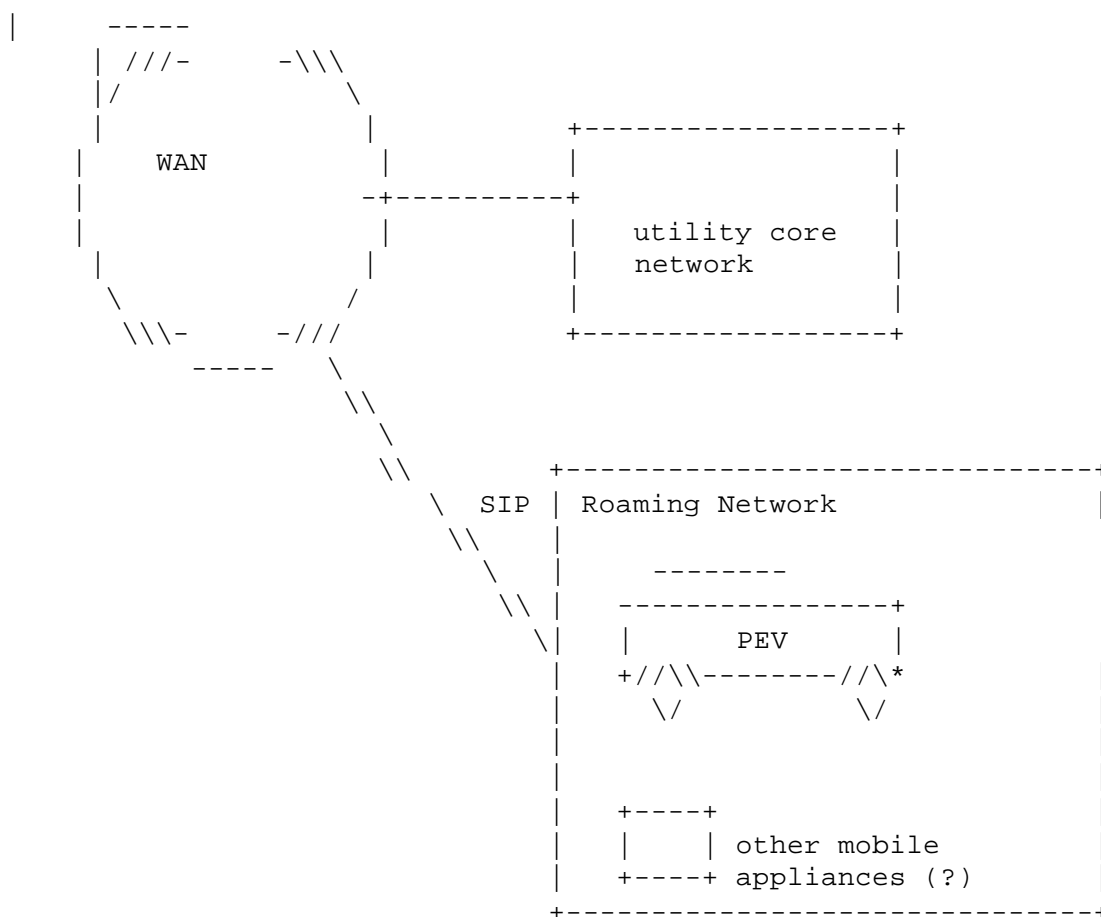 WAN
utility core
network
SIP
Roaming Network
PEV
other mobile
appliances (?)